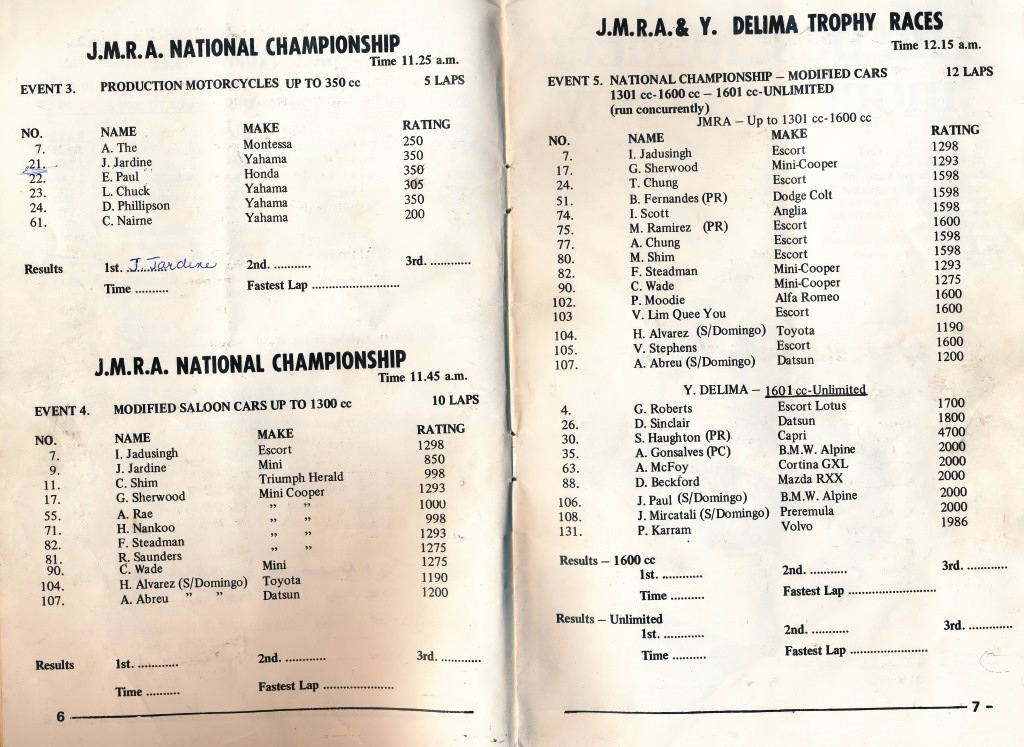 J.M.R.A. NATIONAL CHAMPIONSHIP
Time 11.25 a.m.
EVENT 3. PRODUCTION MOTORCYCLES UP TO 350 cc 5 LAPS
NO. NAME MAKE RATING
7. A. The Montessa 250
21. J. Jardine Yahama 350
22. E. Paul Honda 350
23. L. Chuck Yahama 305
24. D. Phillipson Yahama 350
61. C. Nairne Yahama 200
Results 1st. J. Jardine 2nd. ........... 3rd. ...........
Time .......... Fastest Lap ........................
J.M.R.A. NATIONAL CHAMPIONSHIP
Time 11.45 a.m.
EVENT 4. MODIFIED SALOON CARS UP TO 1300 cc 10 LAPS
NO. NAME MAKE RATING
7. I. Jadusingh Escort 1298
9. J. Jardine Mini 850
11. C. Shim Triumph Herald 998
17. G. Sherwood Mini Cooper 1293
55. A. Rae ,, ,, 1000
71. H. Nankoo ,, ,, 998
82. F. Steadman ,, ,, 1293
81. R. Saunders ,, ,, 1275
90. C. Wade Mini 1275
104. H. Alvarez (S/Domingo) Toyota 1190
107. A. Abreu ,, ,, Datsun 1200
Results 1st. ............ 2nd. ............ 3rd. ............
Time .......... Fastest Lap .....................
6
J.M.R.A. & Y. DELIMA TROPHY RACES
Time 12.15 a.m.
EVENT 5. NATIONAL CHAMPIONSHIP – MODIFIED CARS 12 LAPS
1301 cc-1600 cc – 1601 cc-UNLIMITED
(run concurrently)
JMRA – Up to 1301 cc-1600 cc
NO. NAME MAKE RATING
7. I. Jadusingh Escort 1298
17. G. Sherwood Mini-Cooper 1293
24. T. Chung Escort 1598
51. B. Fernandes (PR) Dodge Colt 1598
74. I. Scott Anglia 1598
75. M. Ramirez (PR) Escort 1600
77. A. Chung Escort 1598
80. M. Shim Escort 1598
82. F. Steadman Mini-Cooper 1293
90. C. Wade Mini-Cooper 1275
102. P. Moodie Alfa Romeo 1600
103 V. Lim Quee You Escort 1600
104. H. Alvarez (S/Domingo) Toyota 1190
105. V. Stephens Escort 1600
107. A. Abreu (S/Domingo) Datsun 1200
Y. DELIMA – 1601 cc-Unlimited
4. G. Roberts Escort Lotus 1700
26. D. Sinclair Datsun 1800
30. S. Haughton (PR) Capri 4700
35. A. Gonsalves (PC) B.M.W. Alpine 2000
63. A. McFoy Cortina GXL 2000
88. D. Beckford Mazda RXX 2000
106. J. Paul (S/Domingo) B.M.W. Alpine 2000
108. J. Mircatali (S/Domingo) Preremula 2000
131. P. Karram Volvo 1986
Results – 1600 cc
1st. ............ 2nd. ........... 3rd. ............
Time .......... Fastest Lap ........................
Results – Unlimited
1st. ............ 2nd. ........... 3rd. ............
Time .......... Fastest Lap ........................
7 -